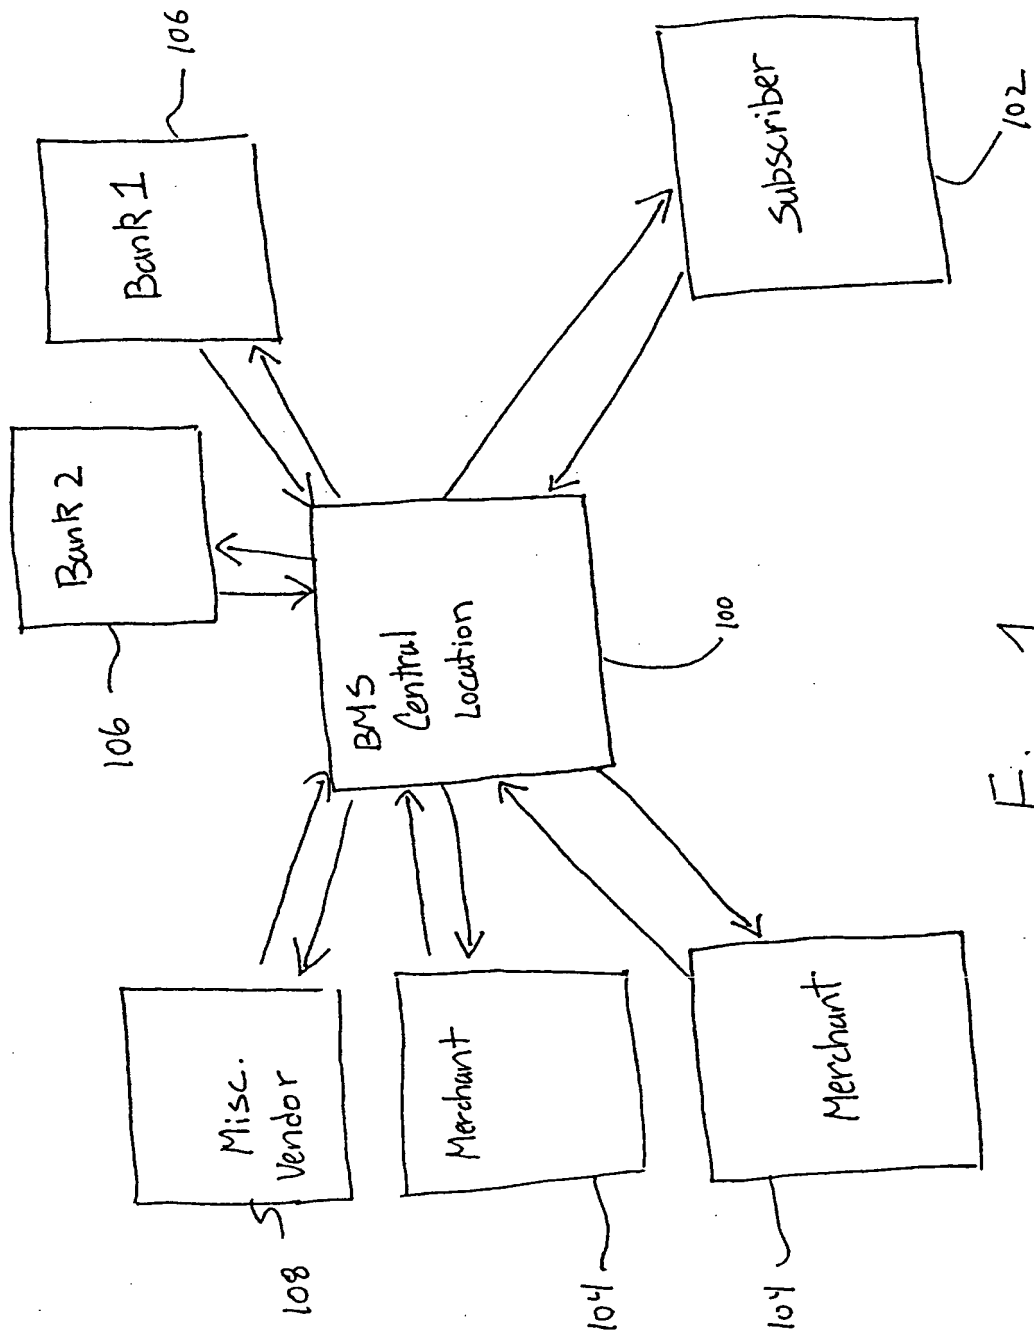 106
Bank 2
Bank 1
106
108
Misc.
Vendor
BMS
Central
Location
104
Merchant
100
Subscriber
104
Merchant
102
F. 1